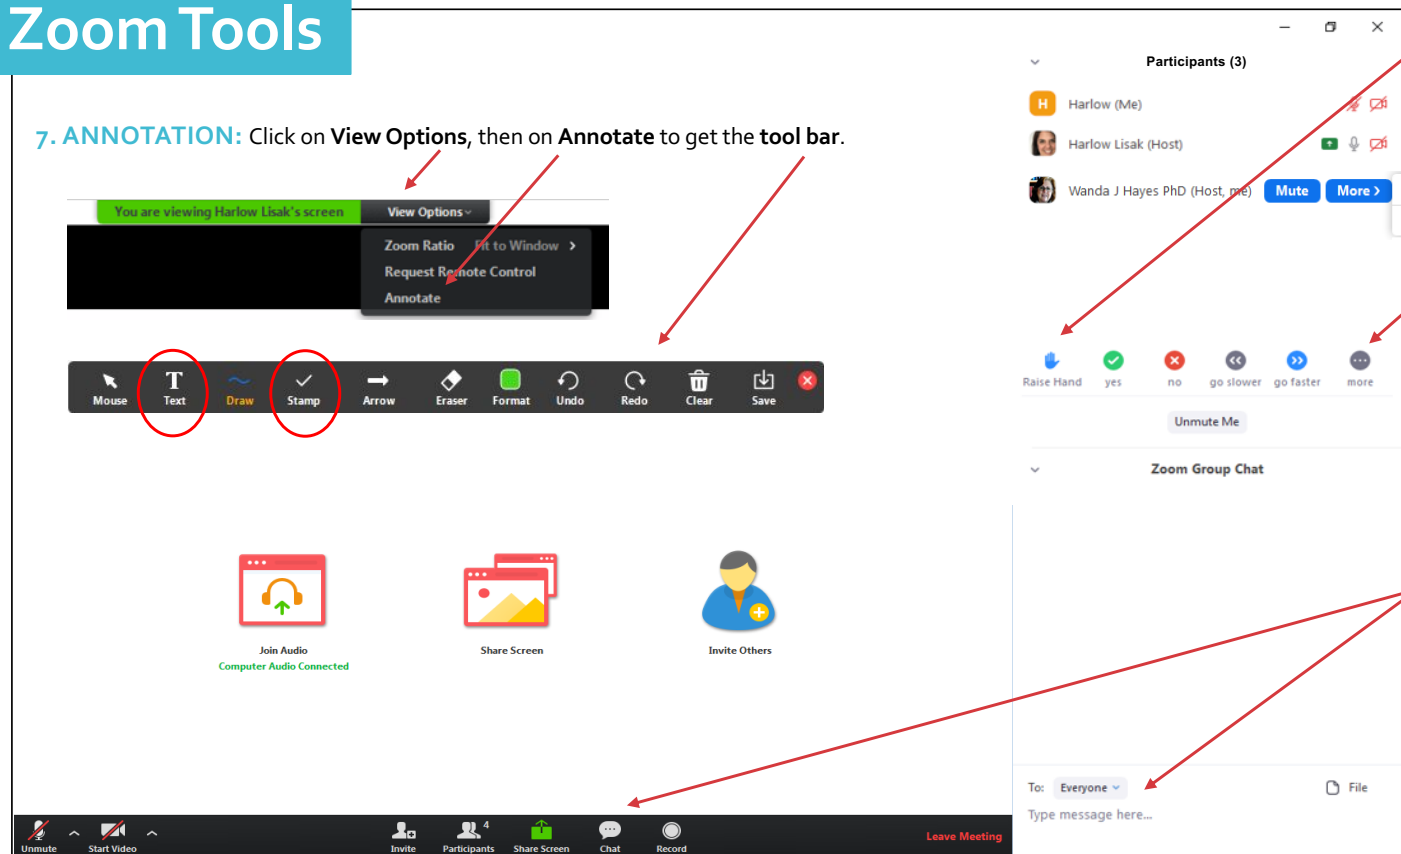 Zoom Tools
7. ANNOTATION: Click on View Options, then on Annotate to get the tool bar.
You are viewing Harlow Lisak's screen View Options
Zoom Ratio Fit to Window >
Request Remote Control
Annotate
Mouse Text Draw Stamp Arrow Eraser Format Undo Redo Clear Save
Join Audio Share Screen Invite Others
Computer Audio Connected
Participants (3)
H Harlow (Me)
Harlow Lisak (Host)
Wanda J Hayes PhD (Host, me) Mute More >
Raise Hand yes no go slower go faster more
Unmute Me
Zoom Group Chat
To: Everyone File
Type message here...
4
Unmute Start Video Invite Participants Share Screen Chat Record Leave Meeting